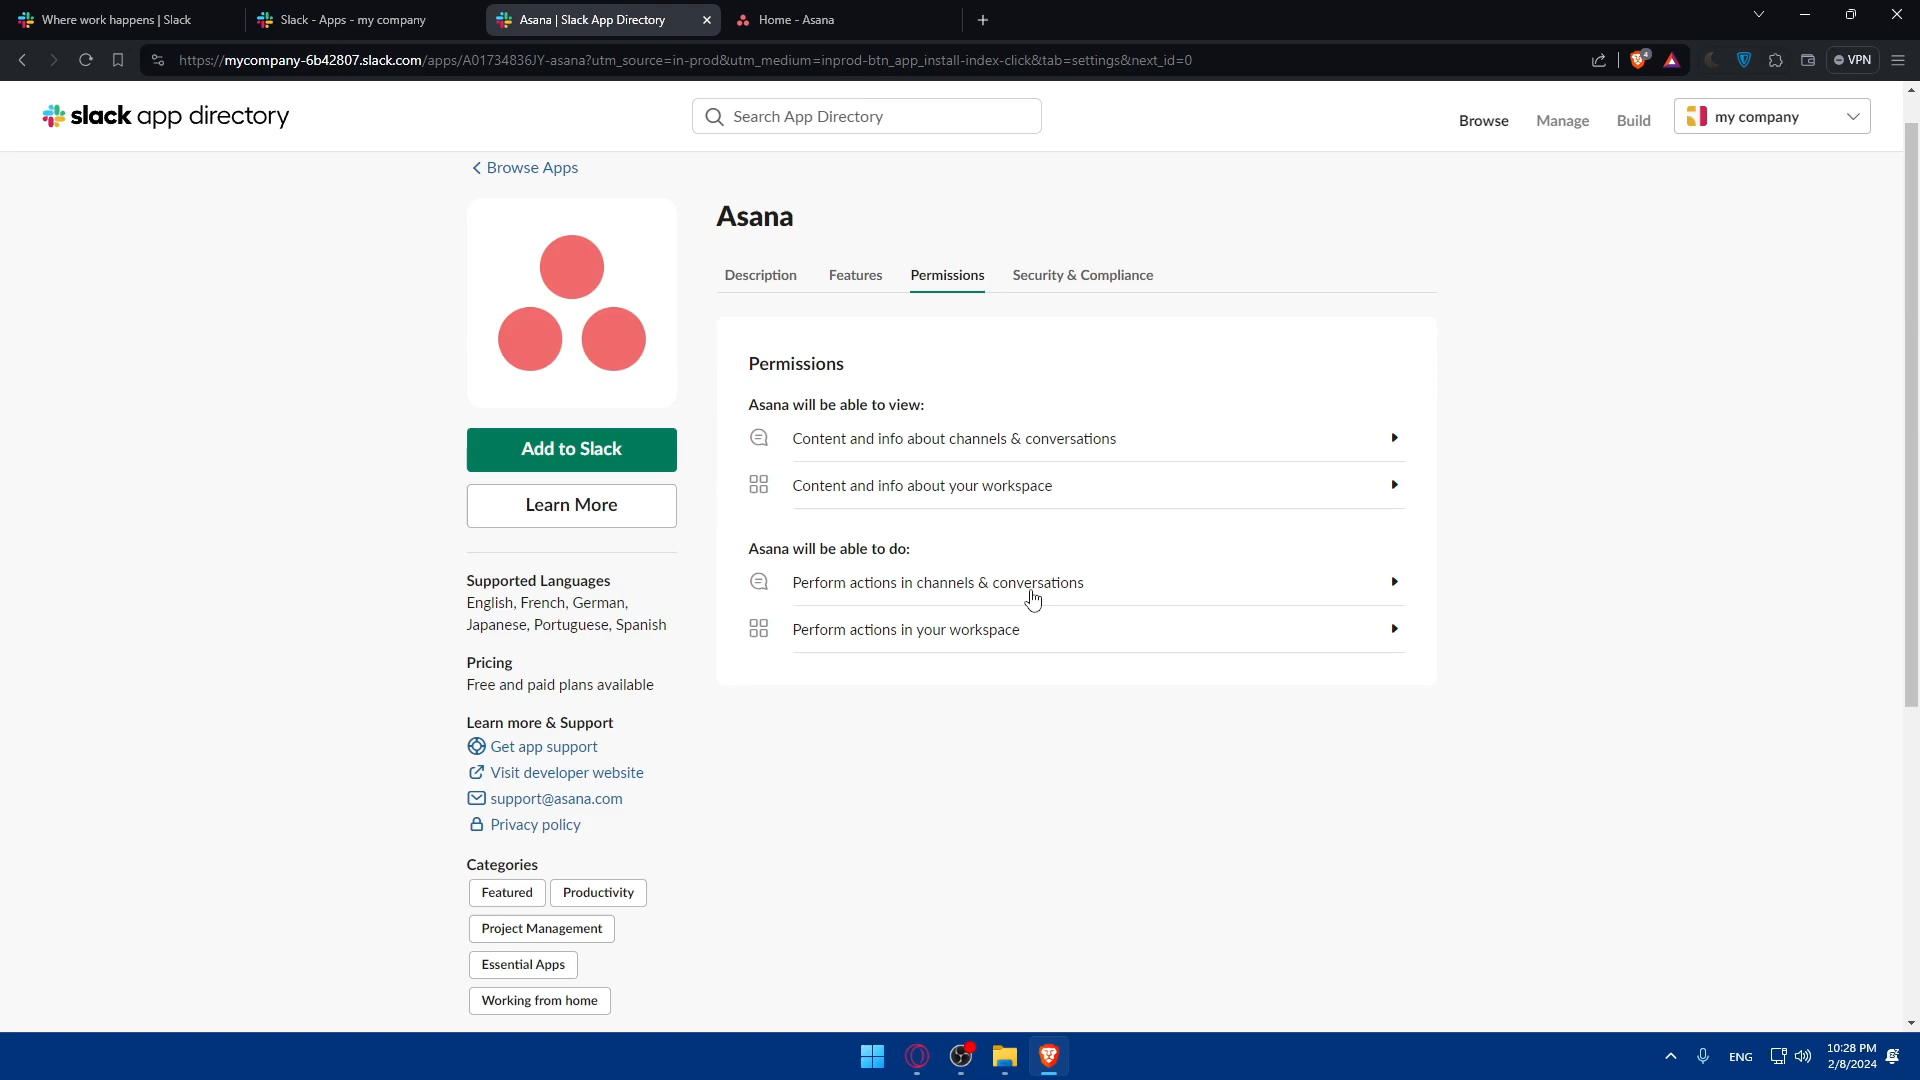 Where work happens | Slack
Slack - Apps - my company
Asana | Slack App Directory
Home - Asana
https://mycompany-6b42807.slack.com/apps/A01734836JY-asana?utm_source=in-prod&utm_medium=inprod-btn_app_install-index-click&tab=settings&next_id=0
4
VPN
slack app directory
Search App Directory
Browse
Manage
Build
my company
Browse Apps
Asana
Description
Features
Permissions
Security & Compliance
Permissions
Asana will be able to view:
Content and info about channels & conversations
Content and info about your workspace
Asana will be able to do:
Perform actions in channels & conversations
Perform actions in your workspace
Add to Slack
Learn More
Supported Languages
English, French, German,
Japanese, Portuguese, Spanish
Pricing
Free and paid plans available
Learn more & Support
Get app support
Visit developer website
support@asana.com
Privacy policy
Categories
Featured
Productivity
Project Management
Essential Apps
Working from home
ENG
10:28 PM
2/8/2024